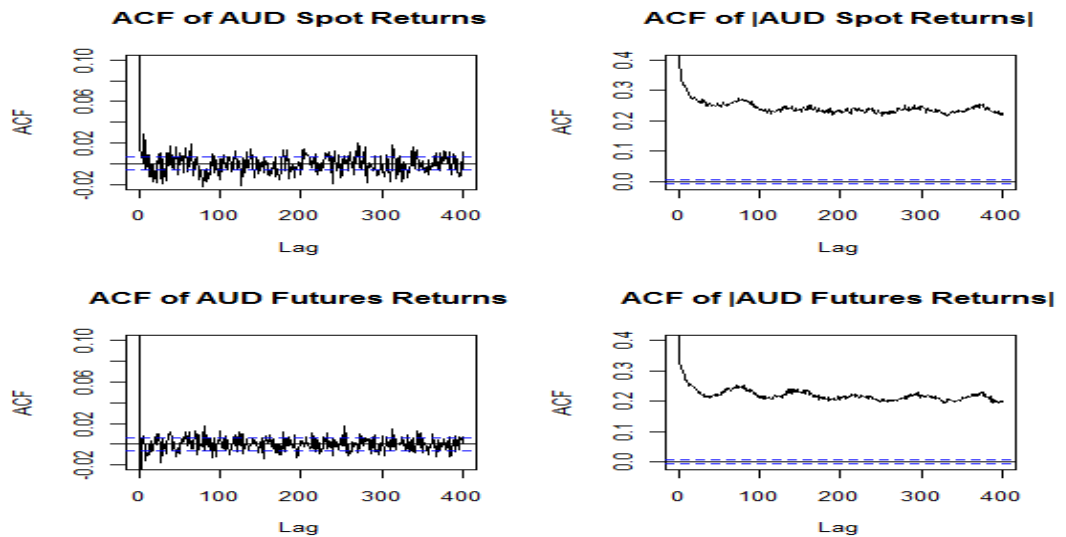 ACF of AUD Spot Returns
ACF
0.10
0.06
0.02
-0.02
0 100 200 300 400
Lag
ACF of |AUD Spot Returns|
ACF
0.4
0.3
0.2
0.1
0.0
0 100 200 300 400
Lag
ACF of AUD Futures Returns
ACF
0.10
0.06
0.02
-0.02
0 100 200 300 400
Lag
ACF of |AUD Futures Returns|
ACF
0.4
0.3
0.2
0.1
0.0
0 100 200 300 400
Lag